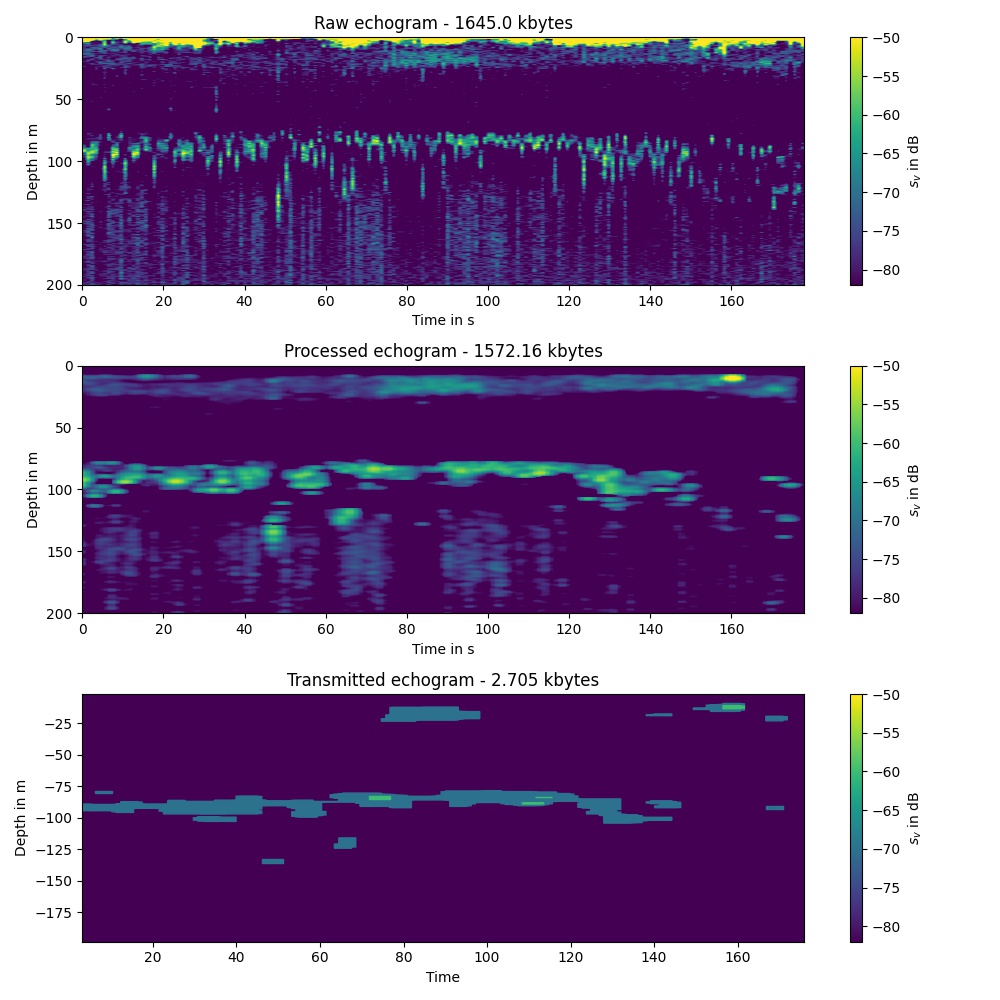 Raw echogram - 1645.0 kbytes
0
50
100
150
200
Depth in m
0 20 40 60 80 100 120 140 160
Time in s
−50
−55
−60
−65
−70
−75
−80
sv in dB
Processed echogram - 1572.16 kbytes
0
50
100
150
200
Depth in m
0 20 40 60 80 100 120 140 160
Time in s
−50
−55
−60
−65
−70
−75
−80
sv in dB
Transmitted echogram - 2.705 kbytes
−25
−50
−75
−100
−125
−150
−175
Depth in m
20 40 60 80 100 120 140 160
Time
−50
−55
−60
−65
−70
−75
−80
sv in dB